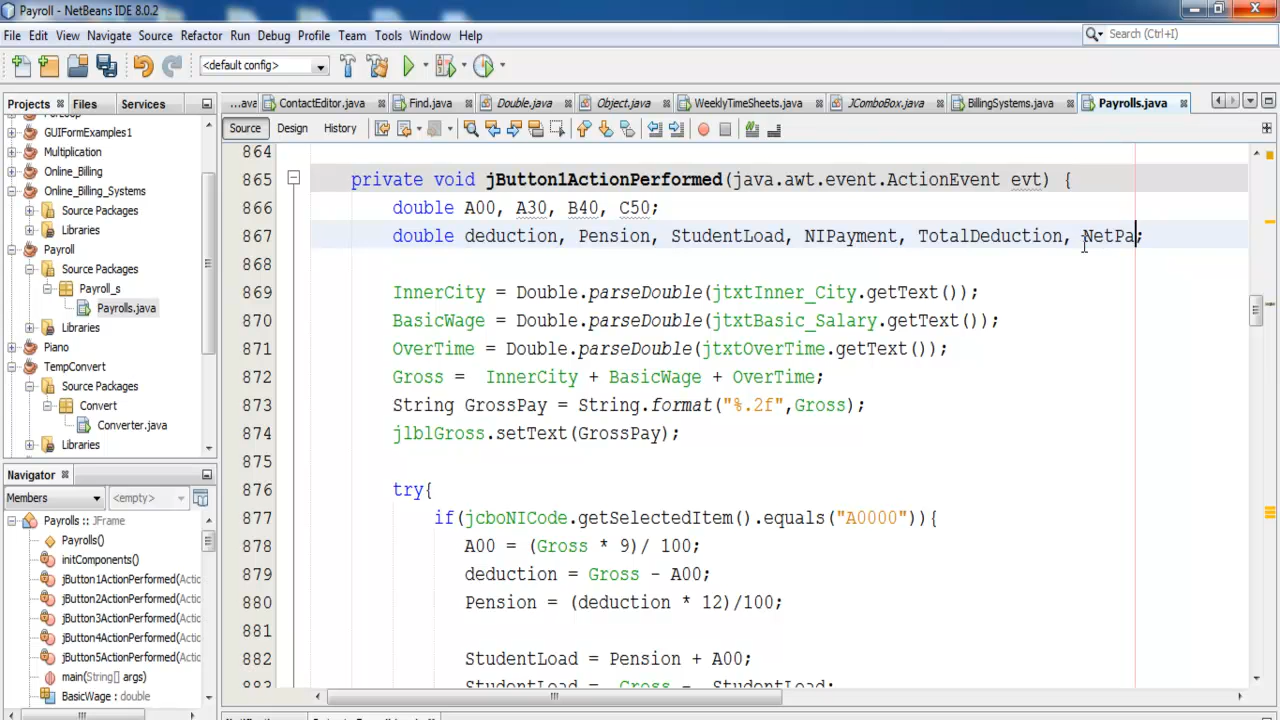 Payroll - NetBeans IDE 8.0.2
File Edit View Navigate Source Refactor Run Debug Profile Team Tools Window Help
Search (Ctrl+I)
<default config>
Projects Files Services
...ava ContactEditor.java Find.java Double.java Object.java WeeklyTimeSheets.java JComboBox.java BillingSystems.java Payrolls.java
Source Design History
GUIFormExamples1
Multiplication
Online_Billing
Online_Billing_Systems
Source Packages
Libraries
Payroll
Source Packages
Payroll_s
Payrolls.java
Libraries
Piano
TempConvert
Source Packages
Convert
Converter.java
Libraries
Navigator
Members <empty>
Payrolls :: JFrame
Payrolls()
initComponents()
jButton1ActionPerformed(Actic
jButton2ActionPerformed(Actic
jButton3ActionPerformed(Actic
jButton4ActionPerformed(Actic
jButton5ActionPerformed(Actic
main(String[] args)
BasicWage : double
864
865 private void jButton1ActionPerformed(java.awt.event.ActionEvent evt) {
866 double A00, A30, B40, C50;
867 double deduction, Pension, StudentLoad, NIPayment, TotalDeduction, NetPa;
868
869 InnerCity = Double.parseDouble(jtxtInner_City.getText());
870 BasicWage = Double.parseDouble(jtxtBasic_Salary.getText());
871 OverTime = Double.parseDouble(jtxtOverTime.getText());
872 Gross = InnerCity + BasicWage + OverTime;
873 String GrossPay = String.format("%.2f",Gross);
874 jlblGross.setText(GrossPay);
875
876 try{
877 if(jcboNICode.getSelectedItem().equals("A0000")){
878 A00 = (Gross * 9)/ 100;
879 deduction = Gross - A00;
880 Pension = (deduction * 12)/100;
881
882 StudentLoad = Pension + A00;
883 StudentLoad = Gross - StudentLoad;